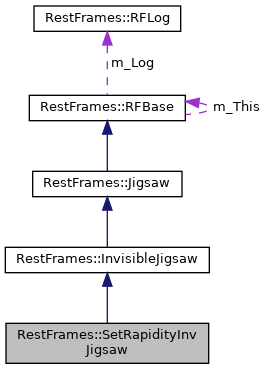 RestFrames::RFLog
m_Log
RestFrames::RFBase
m_This
RestFrames::Jigsaw
RestFrames::InvisibleJigsaw
RestFrames::SetRapidityInv
Jigsaw